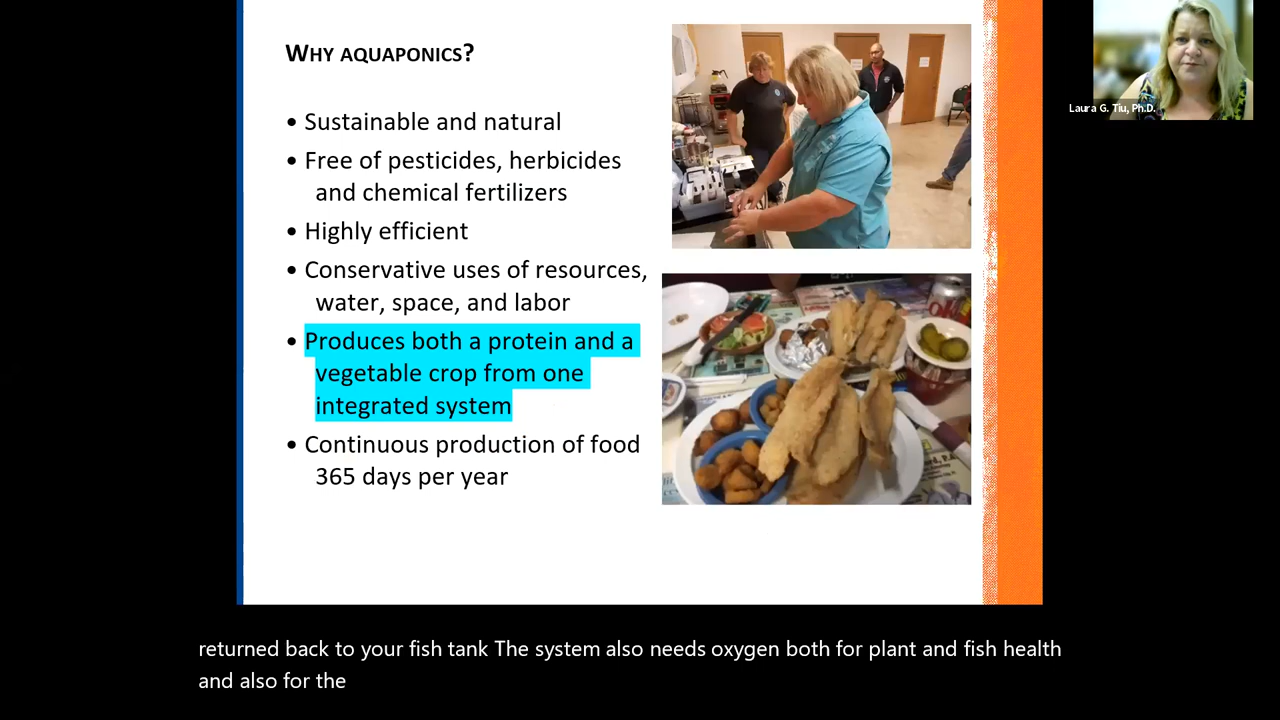 WHY AQUAPONICS?
• Sustainable and natural
• Free of pesticides, herbicides
and chemical fertilizers
• Highly efficient
• Conservative uses of resources,
water, space, and labor
• Produces both a protein and a
vegetable crop from one
integrated system
• Continuous production of food
365 days per year
Laura G. Tiu, Ph.D.
returned back to your fish tank The system also needs oxygen both for plant and fish health
and also for the